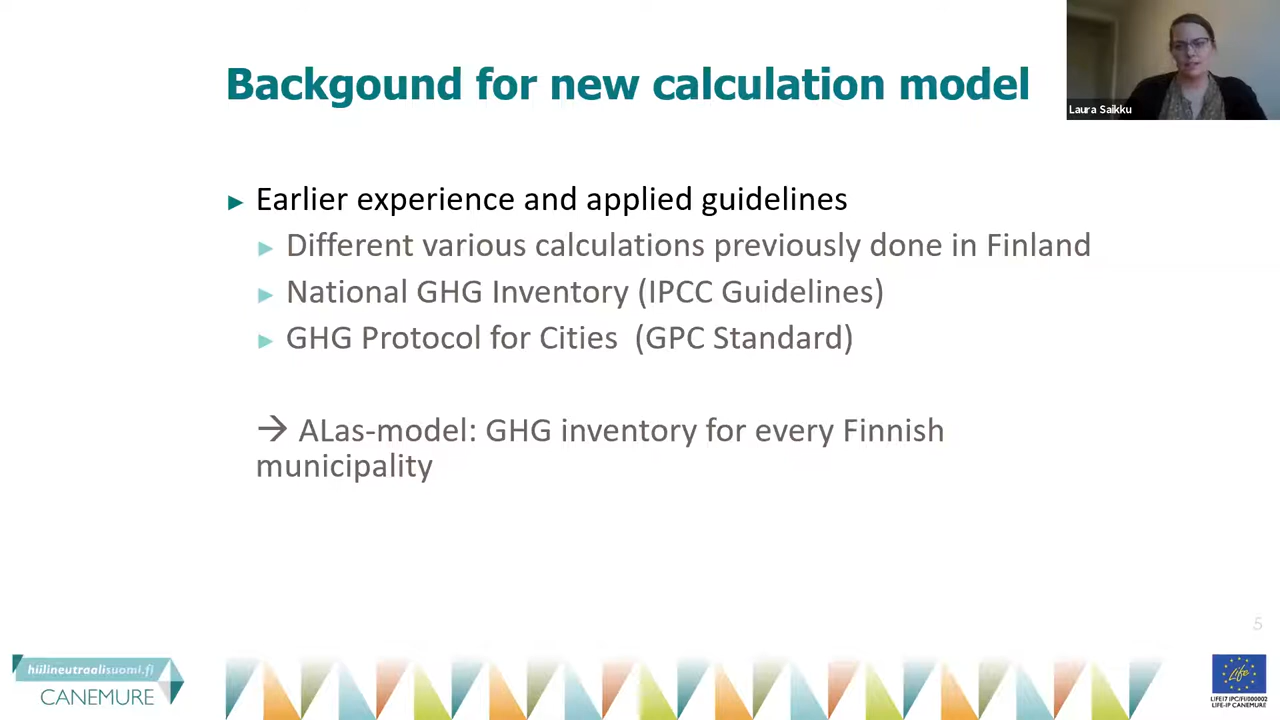 Backgound for new calculation model
Laura Saikku
► Earlier experience and applied guidelines
► Different various calculations previously done in Finland
► National GHG Inventory (IPCC Guidelines)
► GHG Protocol for Cities (GPC Standard)
→ ALas-model: GHG inventory for every Finnish
municipality
5
hiilineutraalisuomi.fi
CANEMURE
Life
LIFE17 IPC/FI/000002
LIFE-IP CANEMURE